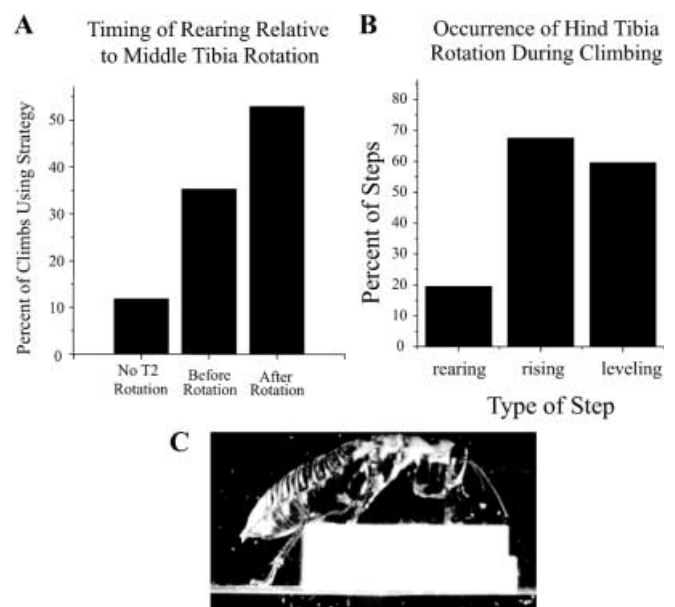 A
Timing of Rearing Relative
to Middle Tibia Rotation
Percent of Climbs Using Strategy
50
40
30
20
10
0
No T2
Rotation
Before
Rotation
After
Rotation
B
Occurrence of Hind Tibia
Rotation During Climbing
Percent of Steps
80
70
60
50
40
30
20
10
0
rearing
rising
leveling
Type of Step
C